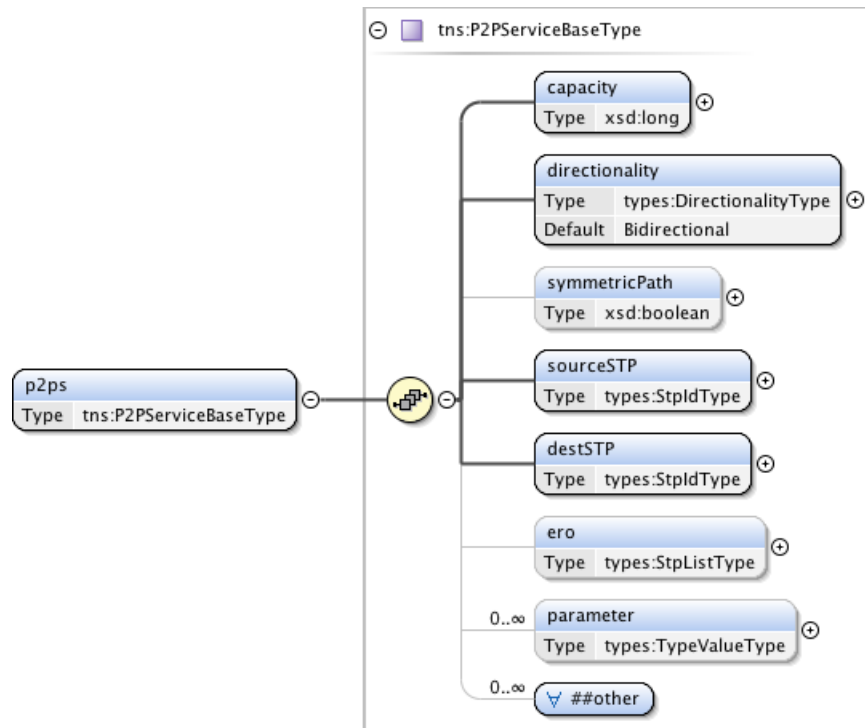 tns:P2PServiceBaseType
capacity
Type xsd:long
directionality
Type types:DirectionalityType
Default Bidirectional
symmetricPath
Type xsd:boolean
p2ps
Type tns:P2PServiceBaseType
sourceSTP
Type types:StpIdType
destSTP
Type types:StpIdType
ero
Type types:StpListType
0..∞ parameter
Type types:TypeValueType
0..∞ ∀ ##other